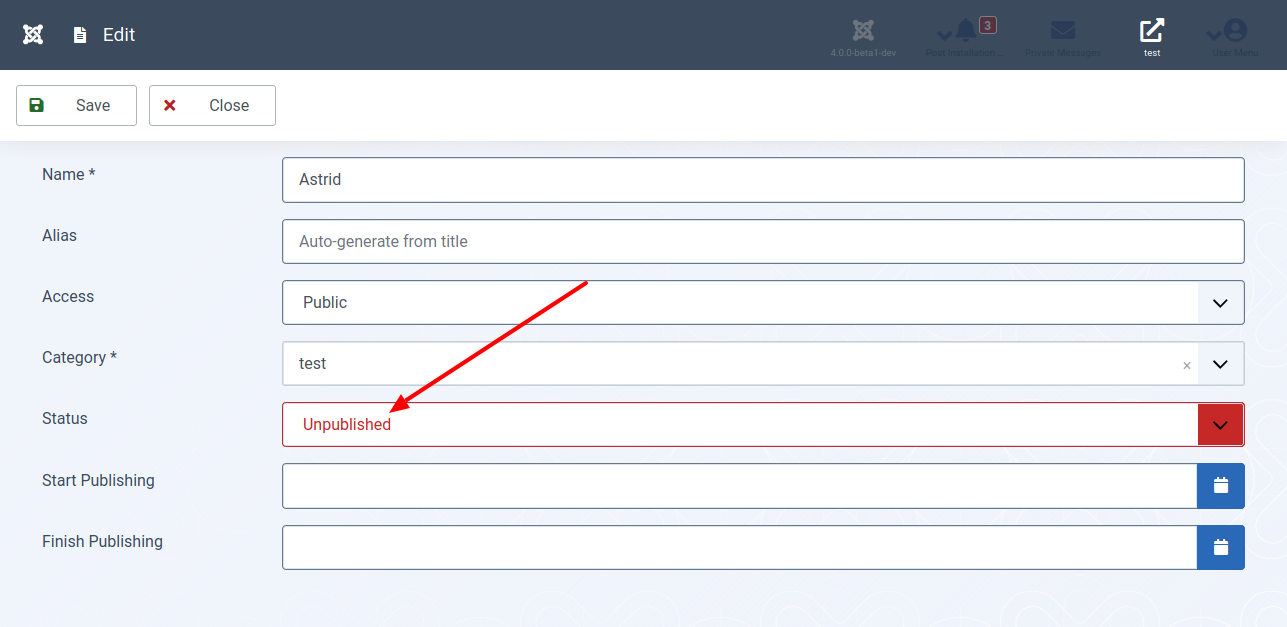 Edit
3
4.0.0-beta1-dev
Post Installation ...
Private Messages
test
User Menu
Save
Close
Name *
Astrid
Alias
Auto-generate from title
Access
Public
Category *
test
×
Status
Unpublished
Start Publishing
Finish Publishing